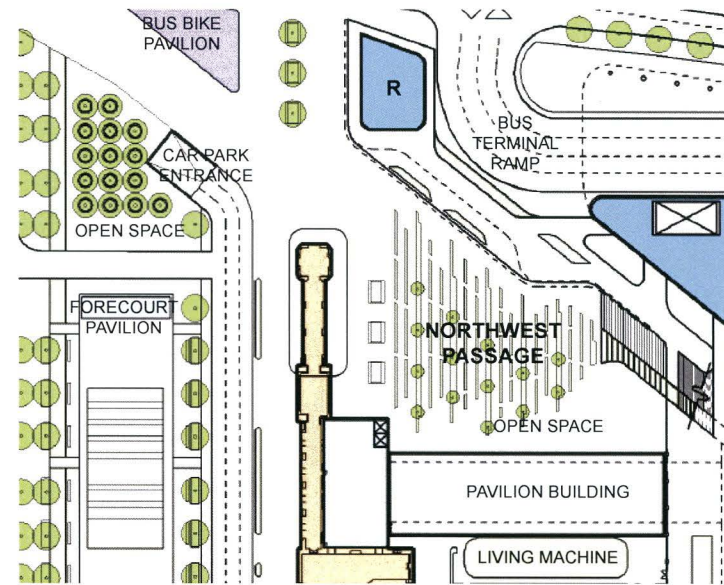 BUS BIKE
PAVILION
R
BUS
TERMINAL
RAMP
CAR PARK
ENTRANCE
OPEN SPACE
FORECOURT
PAVILION
NORTHWEST
PASSAGE
OPEN SPACE
PAVILION BUILDING
LIVING MACHINE